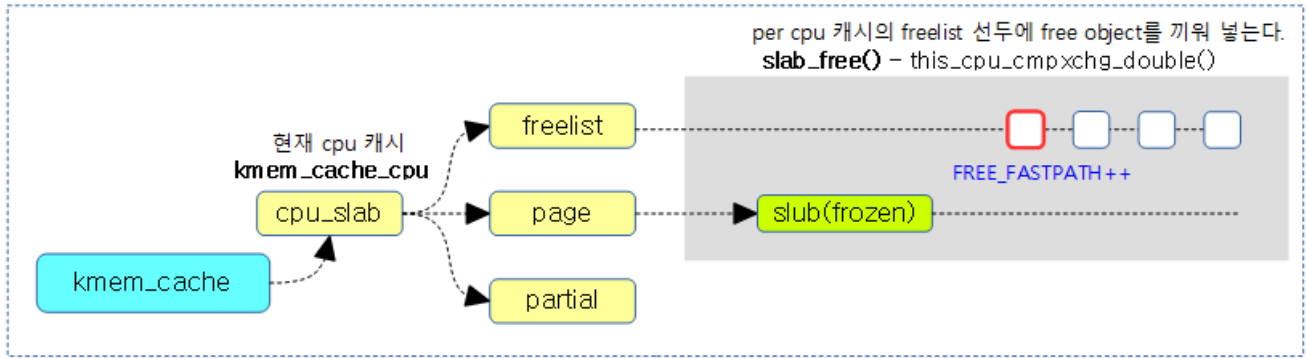 per cpu 캐시의 freelist 선두에 free object를 끼워 넣는다.
slab_free() – this_cpu_cmpxchg_double()
freelist
현재 cpu 캐시
kmem_cache_cpu
FREE_FASTPATH++
cpu_slab
page
slub(frozen)
kmem_cache
partial